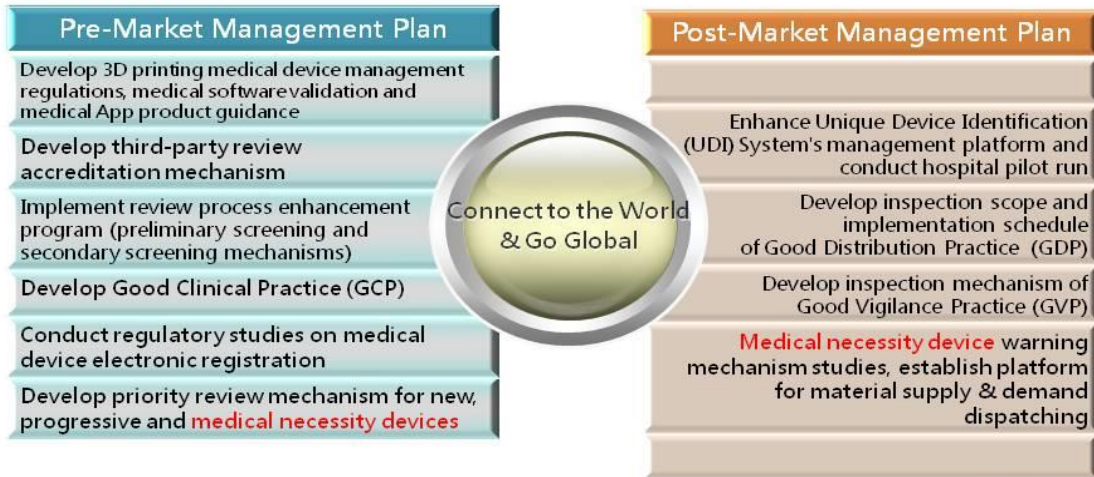 Pre-Market Management Plan
Develop 3D printing medical device management
regulations, medical software validation and
medical App product guidance
Develop third-party review
accreditation mechanism
Implement review process enhancement
program (preliminary screening and
secondary screening mechanisms)
Develop Good Clinical Practice (GCP)
Conduct regulatory studies on medical
device electronic registration
Develop priority review mechanism for new,
progressive and medical necessity devices
Connect to the World
& Go Global
Post-Market Management Plan
Enhance Unique Device Identification
(UDI) System's management platform and
conduct hospital pilot run
Develop inspection scope and
implementation schedule
of Good Distribution Practice (GDP)
Develop inspection mechanism of
Good Vigilance Practice (GVP)
Medical necessity device warning
mechanism studies, establish platform
for material supply & demand
dispatching